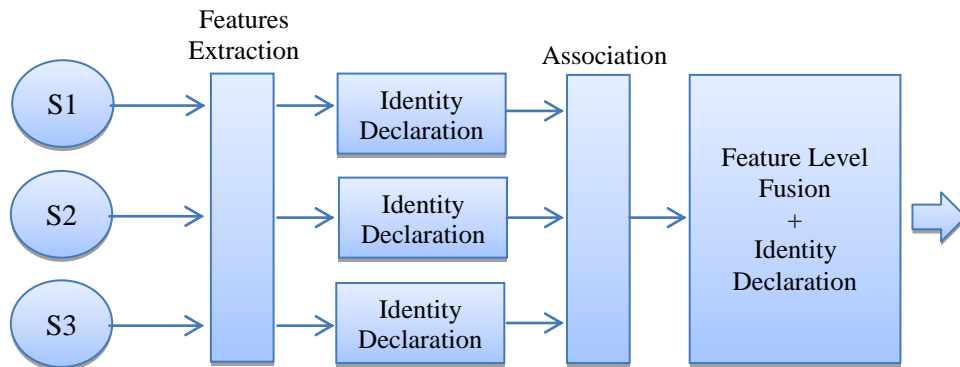 Features
Extraction
Association
S1
Identity
Declaration
S2
Identity
Declaration
S3
Identity
Declaration
Feature Level
Fusion
+
Identity
Declaration